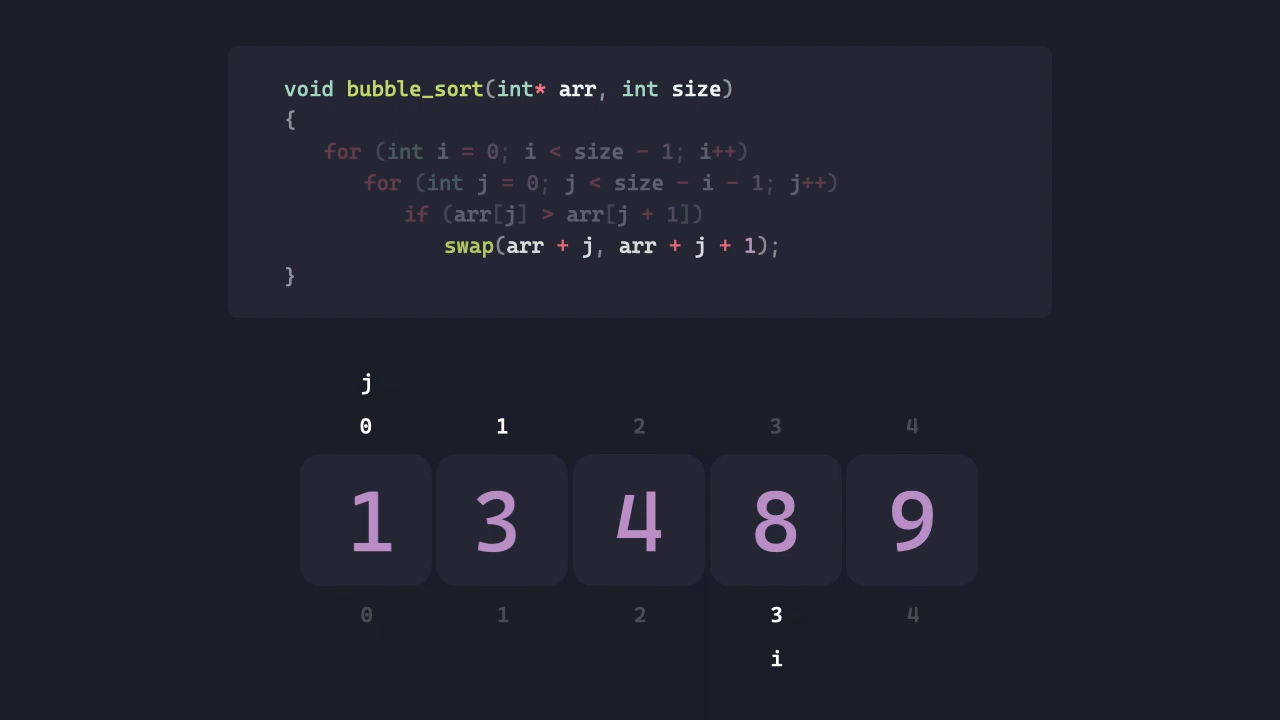 void bubble_sort(int* arr, int size)
{
for (int i = 0; i < size - 1; i++)
for (int j = 0; j < size - i - 1; j++)
if (arr[j] > arr[j + 1])
swap(arr + j, arr + j + 1);
}
j
0 1 2 3 4
1 3 4 8 9
0 1 2 3 4
i